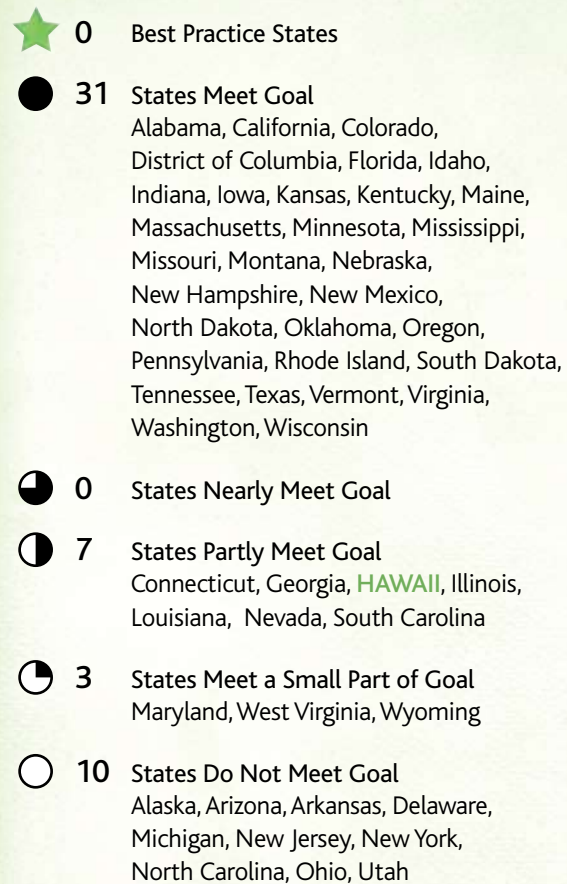 0 Best Practice States
31 States Meet Goal
Alabama, California, Colorado,
District of Columbia, Florida, Idaho,
Indiana, Iowa, Kansas, Kentucky, Maine,
Massachusetts, Minnesota, Mississippi,
Missouri, Montana, Nebraska,
New Hampshire, New Mexico,
North Dakota, Oklahoma, Oregon,
Pennsylvania, Rhode Island, South Dakota,
Tennessee, Texas, Vermont, Virginia,
Washington, Wisconsin
0 States Nearly Meet Goal
7 States Partly Meet Goal
Connecticut, Georgia, HAWAII, Illinois,
Louisiana, Nevada, South Carolina
3 States Meet a Small Part of Goal
Maryland, West Virginia, Wyoming
10 States Do Not Meet Goal
Alaska, Arizona, Arkansas, Delaware,
Michigan, New Jersey, New York,
North Carolina, Ohio, Utah